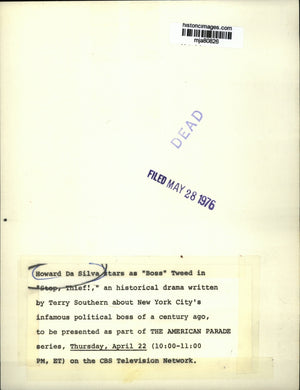 historicimages.com
mja80826
DEAD
FILED MAY 28 1976
Howard Da Silva stars as "Boss" Tweed in
"Stop, Thief!," an historical drama written
by Terry Southern about New York City's
infamous political boss of a century ago,
to be presented as part of THE AMERICAN PARADE
series, Thursday, April 22 (10:00-11:00
PM, ET) on the CBS Television Network.